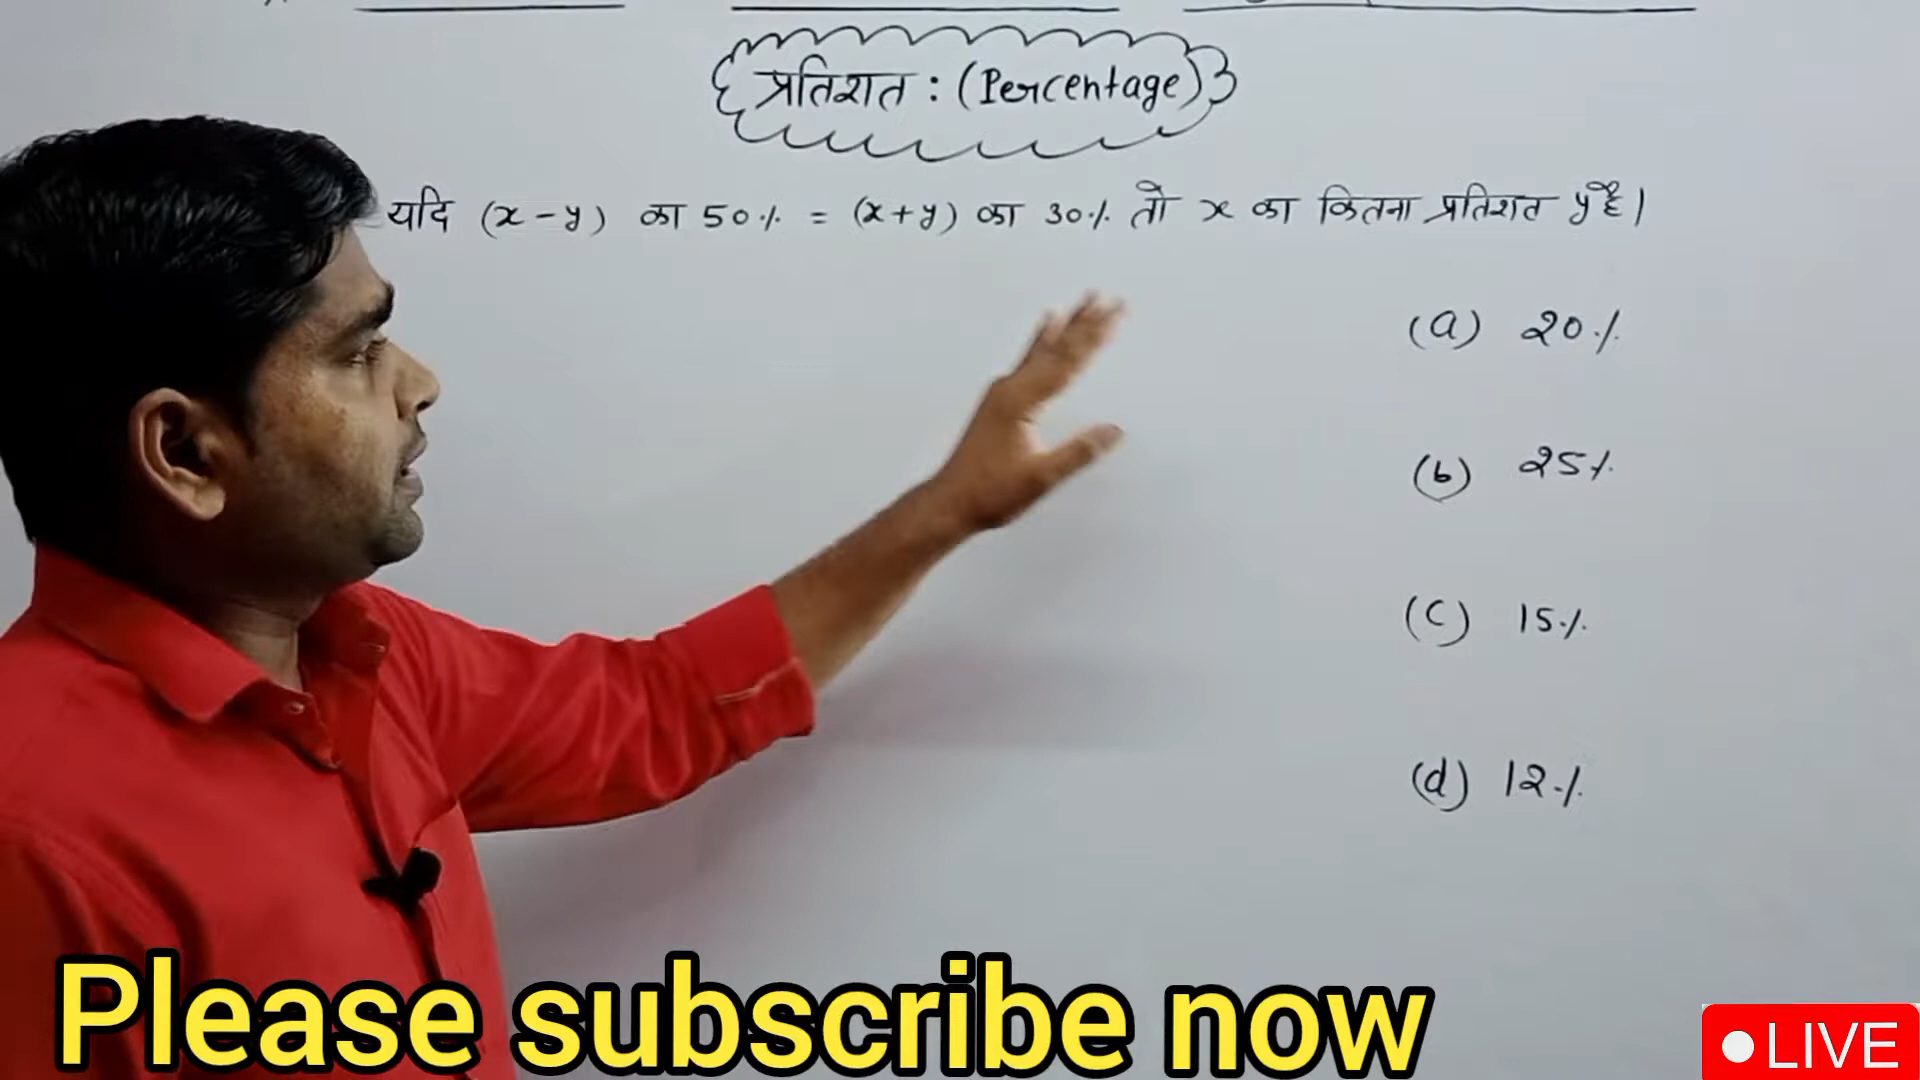 प्रतिशत : (Percentage)
यदि (x-y) का 50% = (x+y) का 30% तो x का कितना प्रतिशत y है।
(a) 20%
(b) 25%
(c) 15%
(d) 12%
Please subscribe now
LIVE